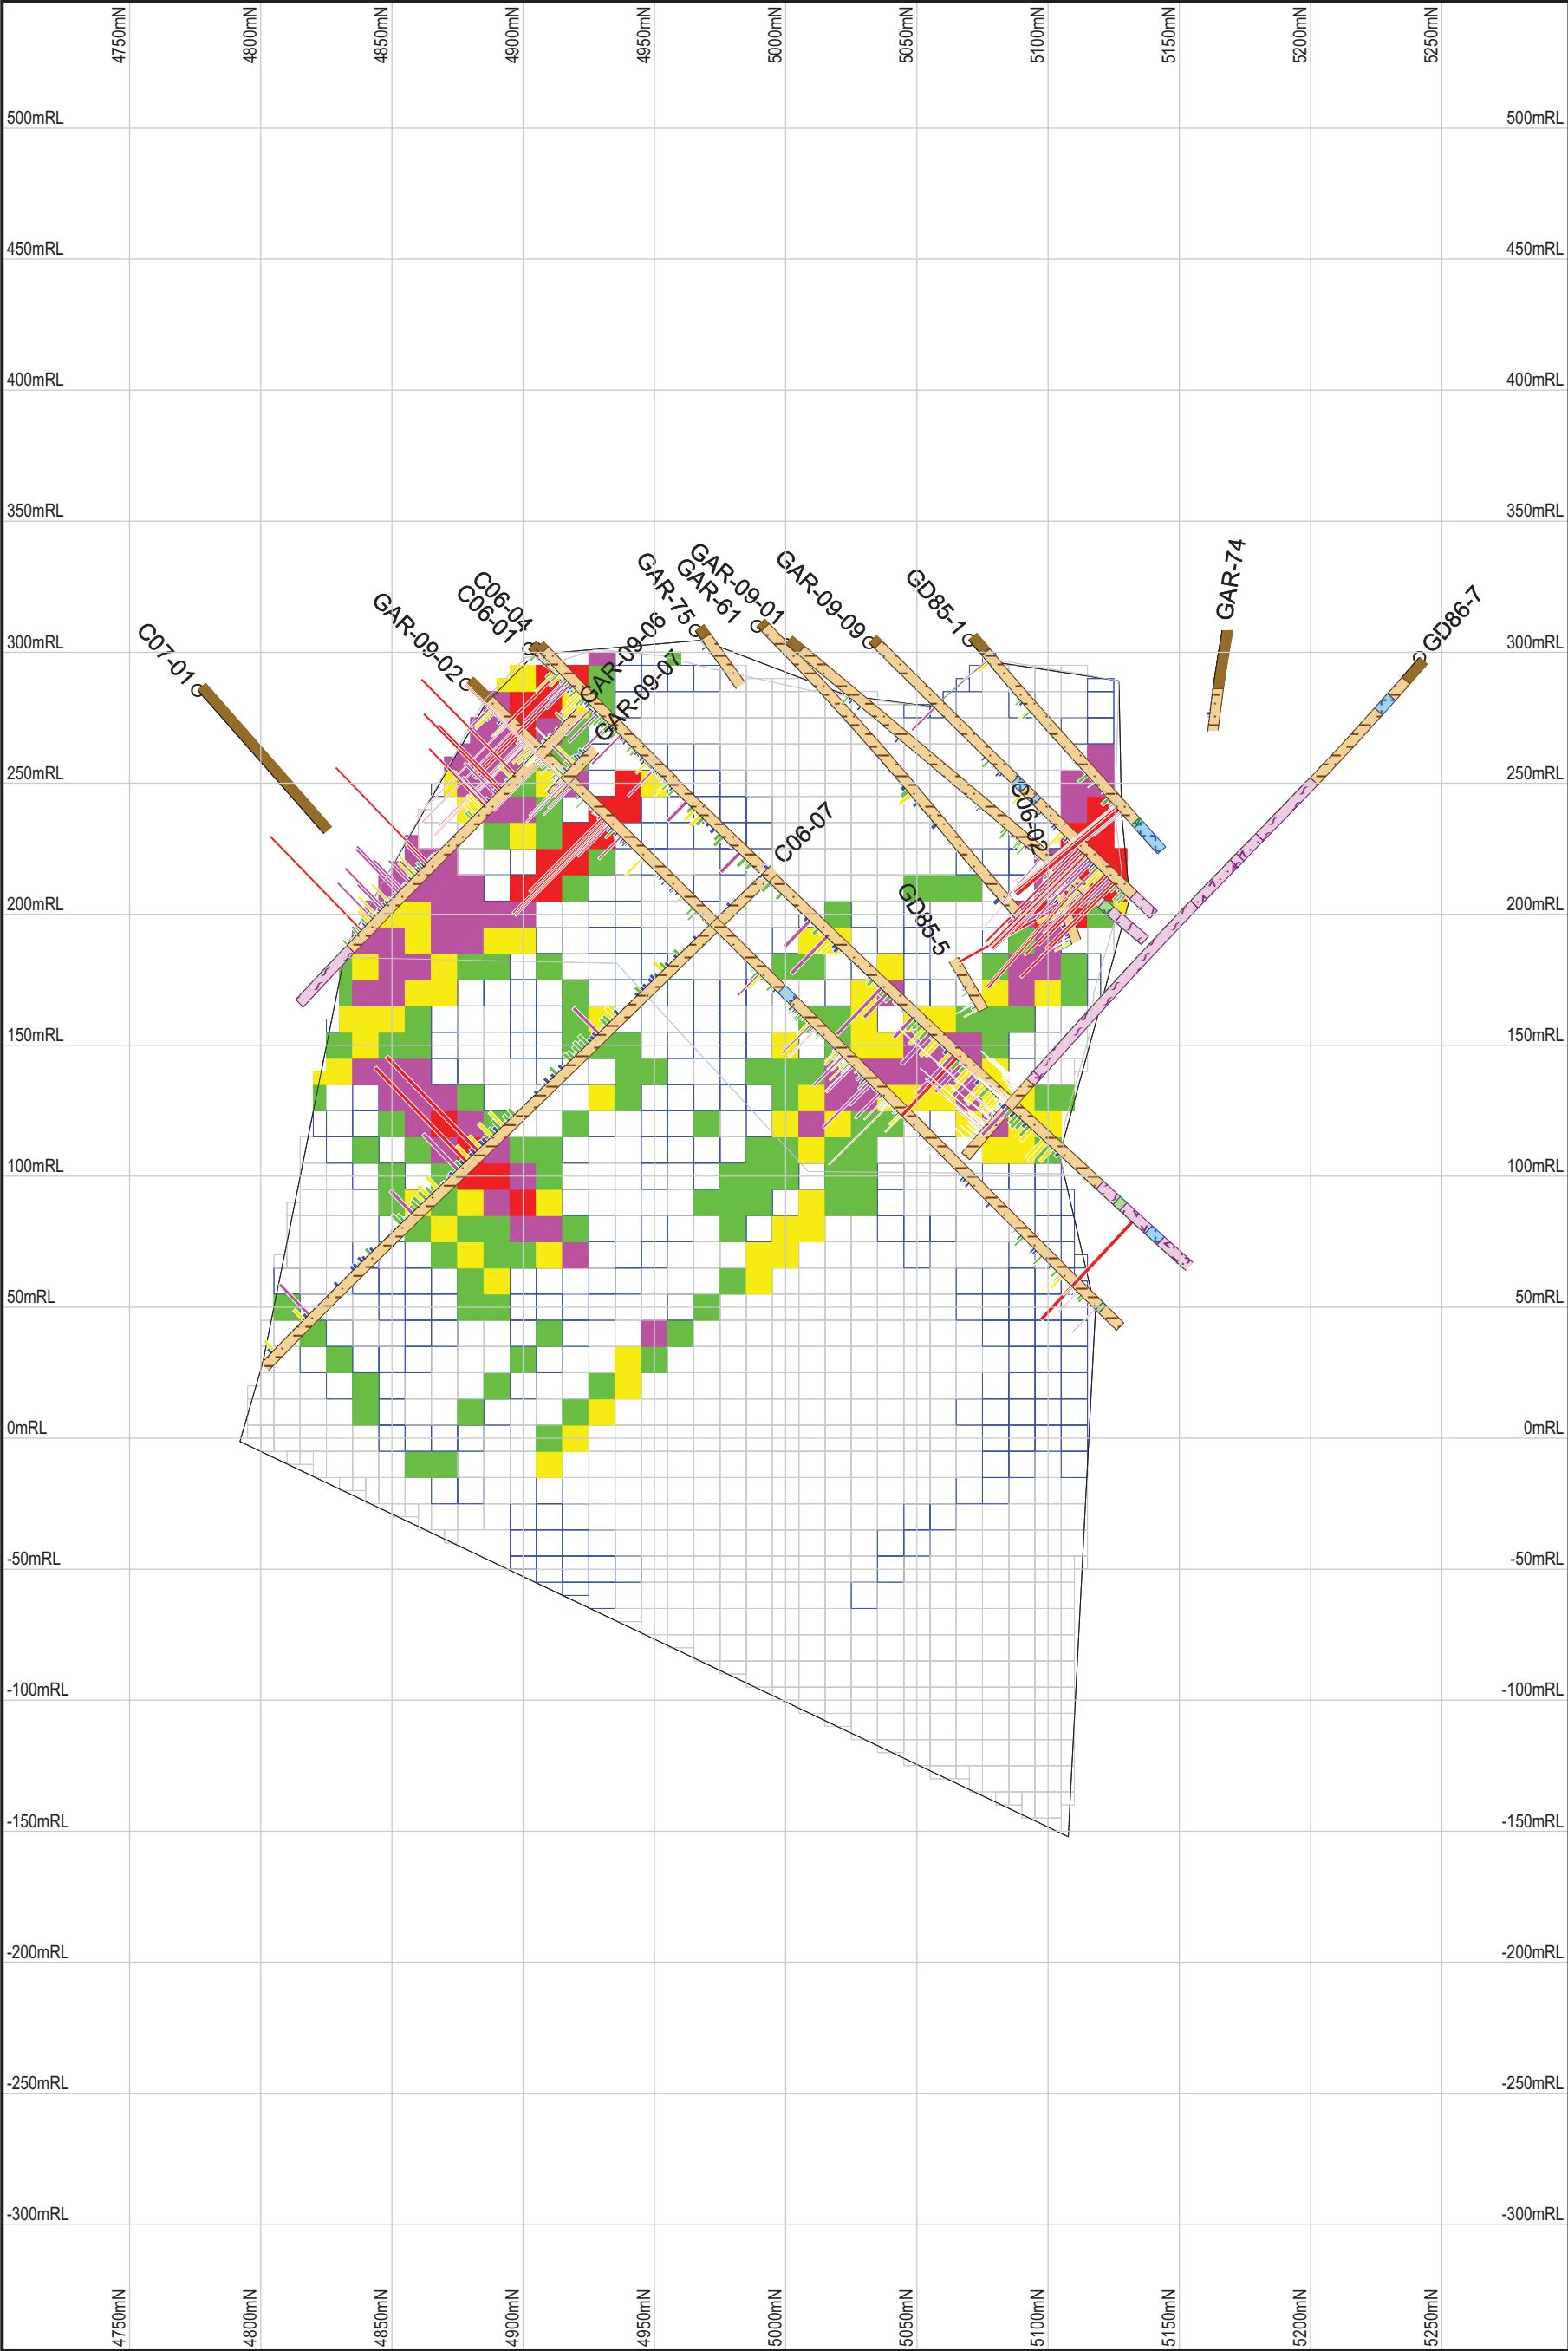 4750mN 4800mN 4850mN 4900mN 4950mN 5000mN 5050mN 5100mN 5150mN 5200mN 5250mN
500mRL 500mRL
450mRL 450mRL
400mRL 400mRL
350mRL 350mRL
300mRL 300mRL
250mRL 250mRL
200mRL 200mRL
150mRL 150mRL
100mRL 100mRL
50mRL 50mRL
0mRL 0mRL
-50mRL -50mRL
-100mRL -100mRL
-150mRL -150mRL
-200mRL -200mRL
-250mRL -250mRL
-300mRL -300mRL
C07-01
GAR-09-02
C06-01
C06-04
GAR-09-06
GAR-09-07
GAR-75
GAR-61
GAR-09-01
GAR-09-09
GD85-1
GAR-74
GD86-7
C06-07
C06-02
GD85-5
4750mN 4800mN 4850mN 4900mN 4950mN 5000mN 5050mN 5100mN 5150mN 5200mN 5250mN